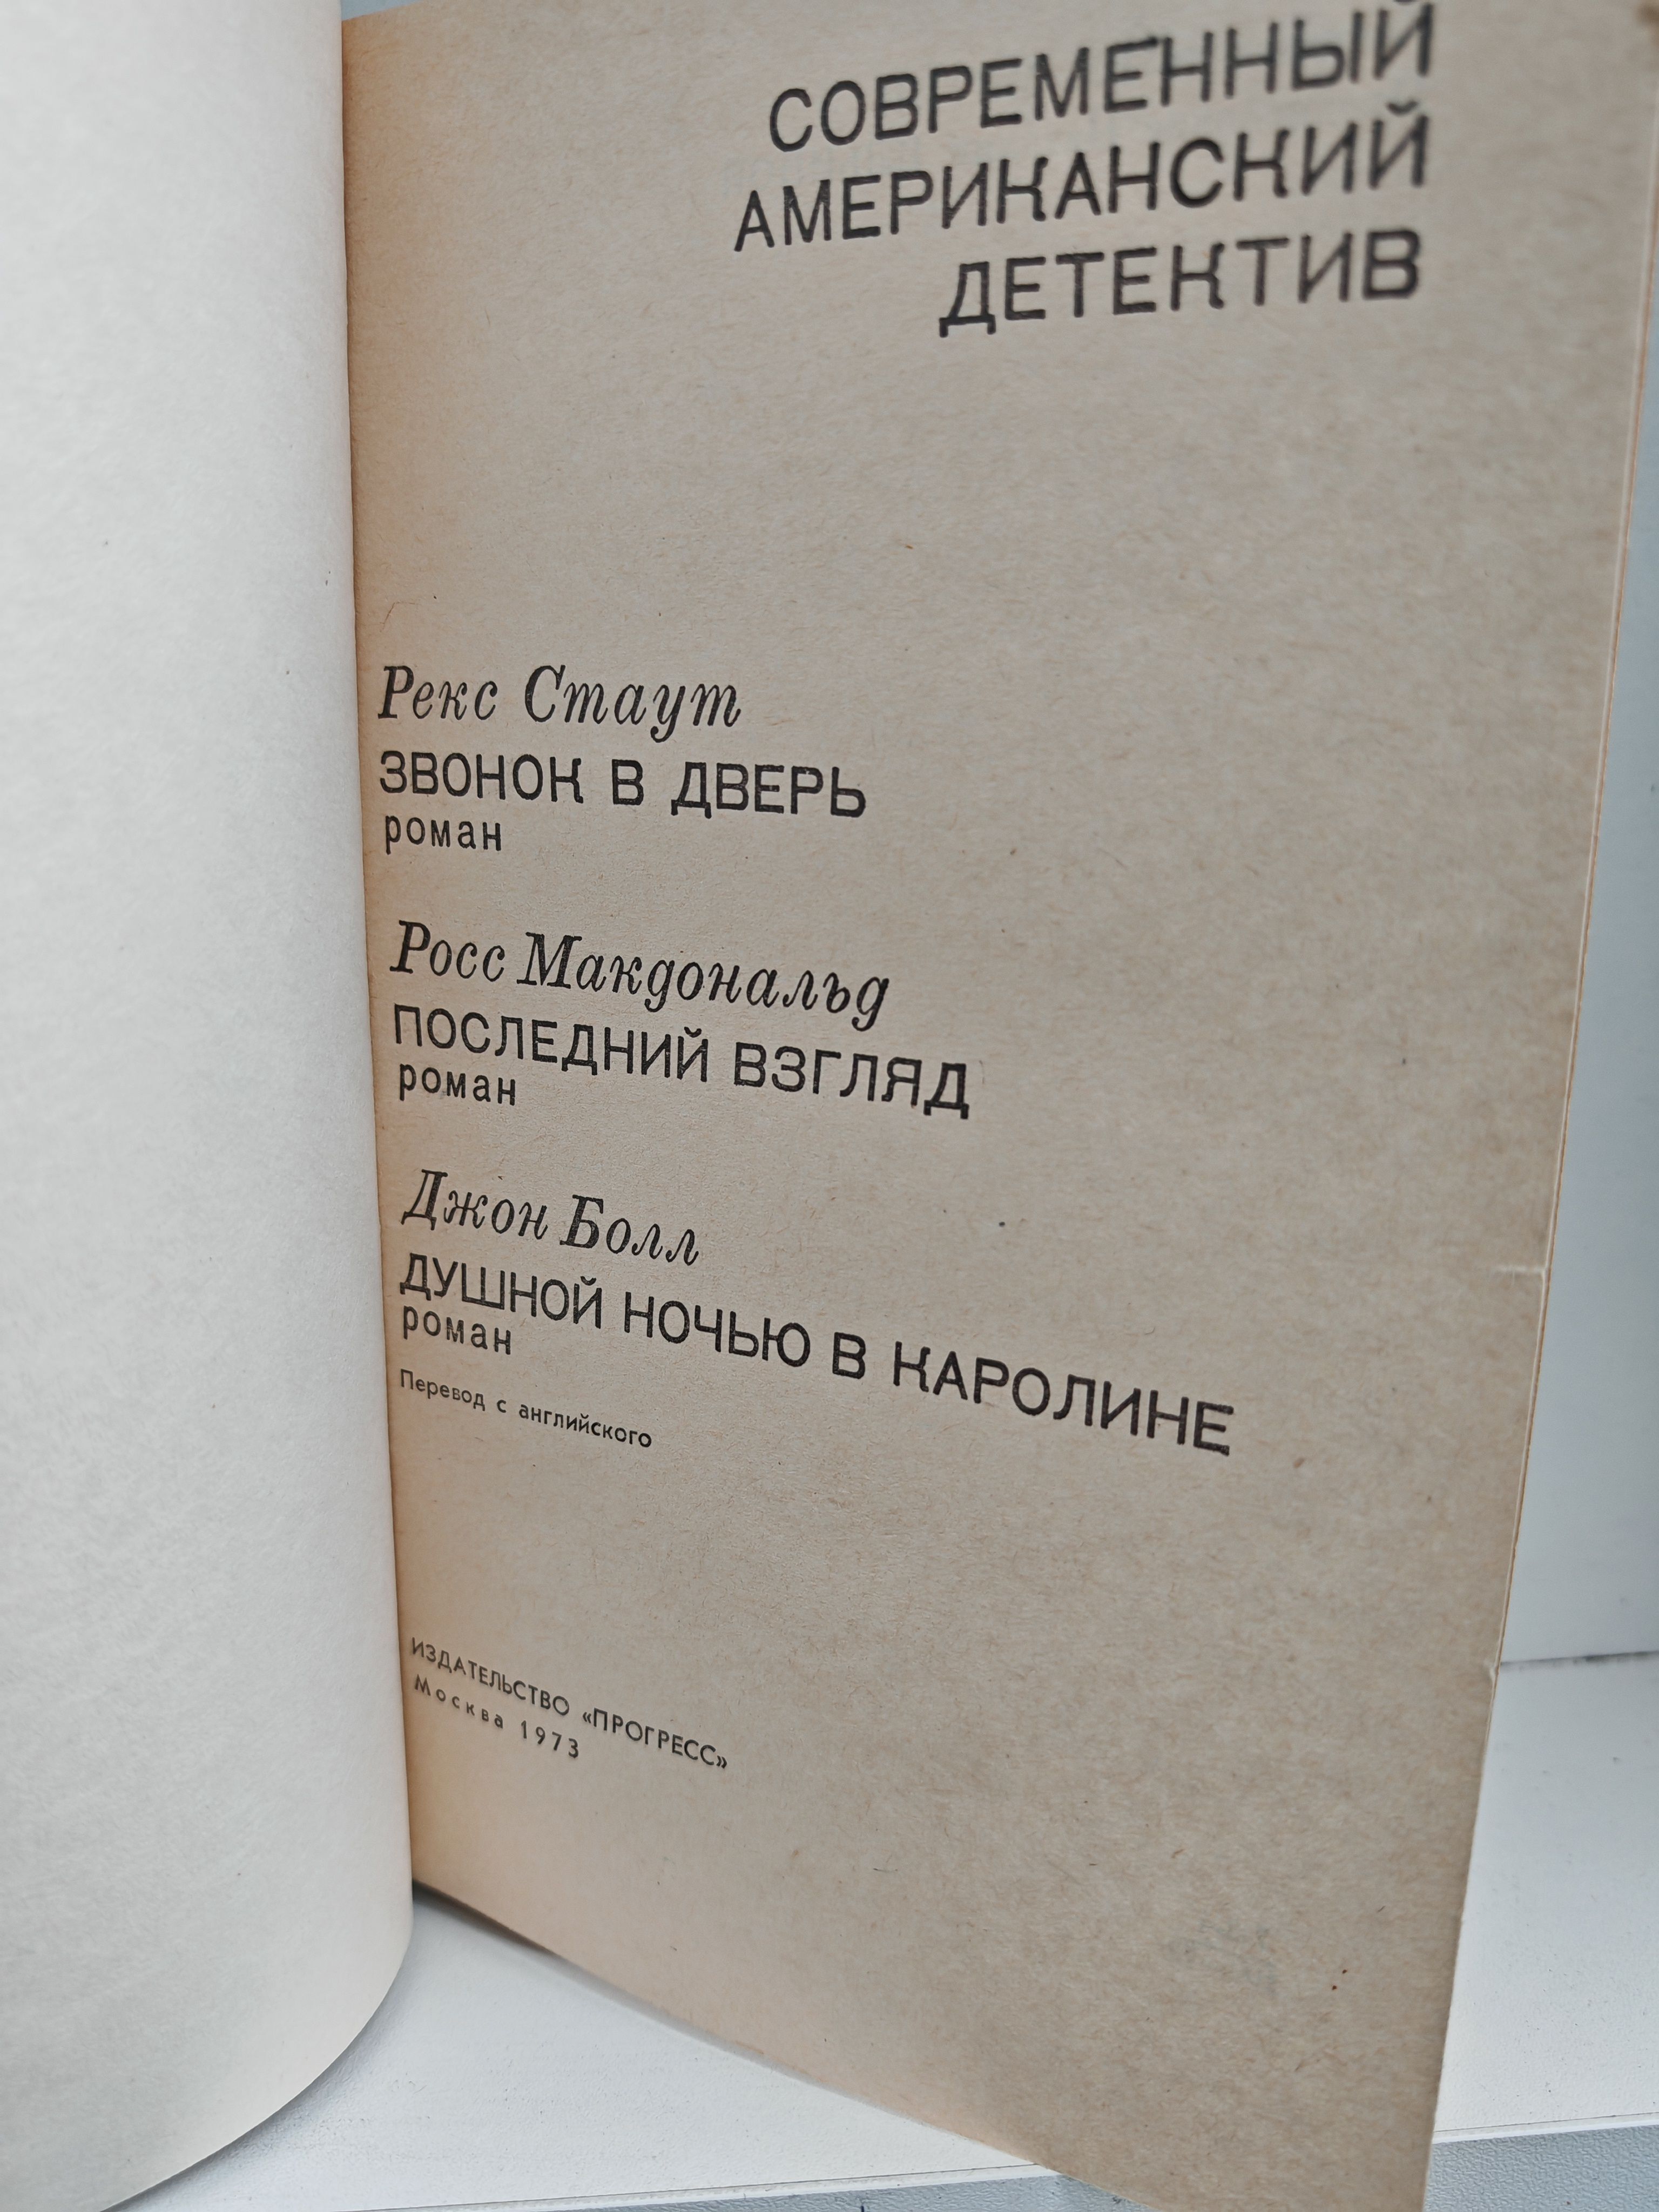 СОВРЕМЕННЫЙ
АМЕРИКАНСКИЙ
ДЕТЕКТИВ
Рекс Стаут
ЗВОНОК В ДВЕРЬ
роман
Росс Макдональд
ПОСЛЕДНИЙ ВЗГЛЯД
роман
Джон Болл
ДУШНОЙ НОЧЬЮ В КАРОЛИНЕ
роман
Перевод с английского
ИЗДАТЕЛЬСТВО «ПРОГРЕСС»
Москва 1973